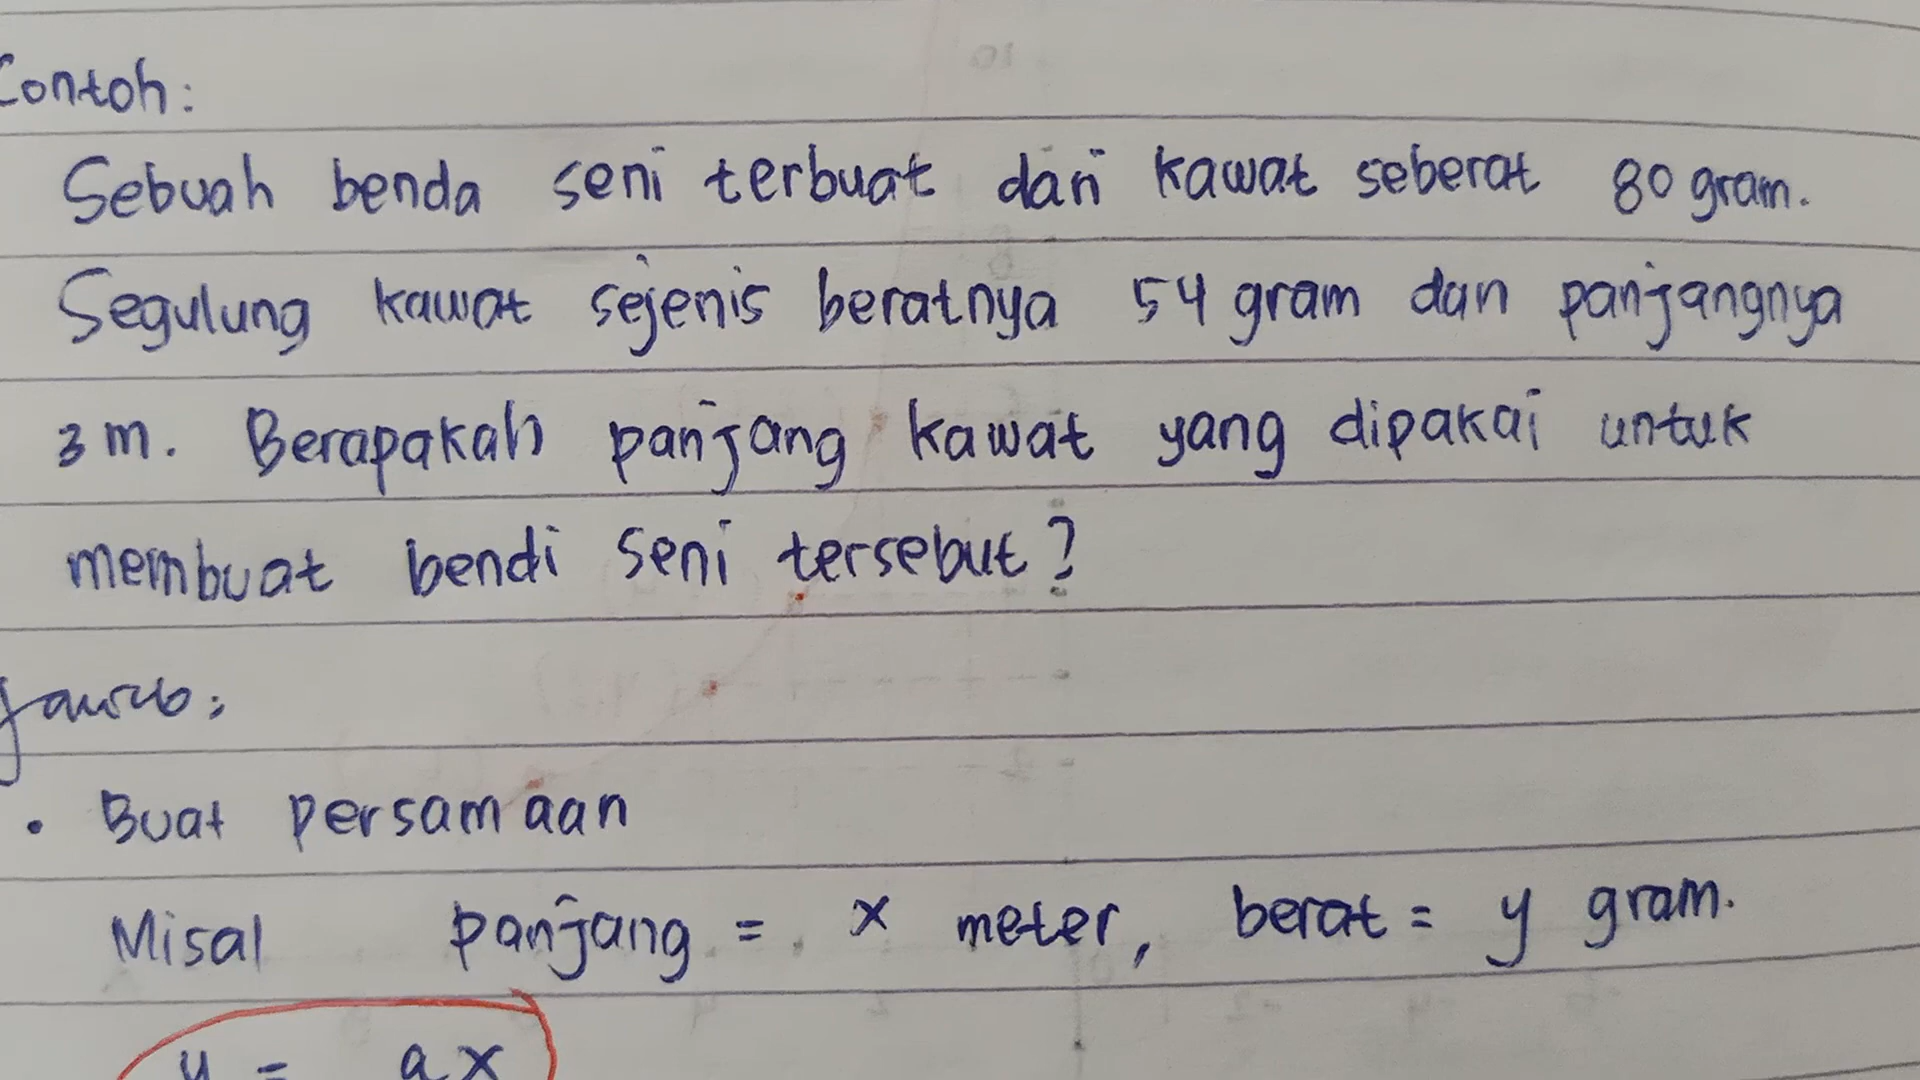 Contoh:
Sebuah benda seni terbuat dari kawat seberat 80 gram.
Segulung kawat sejenis beratnya 54 gram dan panjangnya
3 m. Berapakah panjang kawat yang dipakai untuk
membuat bendi seni tersebut?
Jawab:
• Buat persamaan
Misal panjang = x meter, berat = y gram.
y = ax